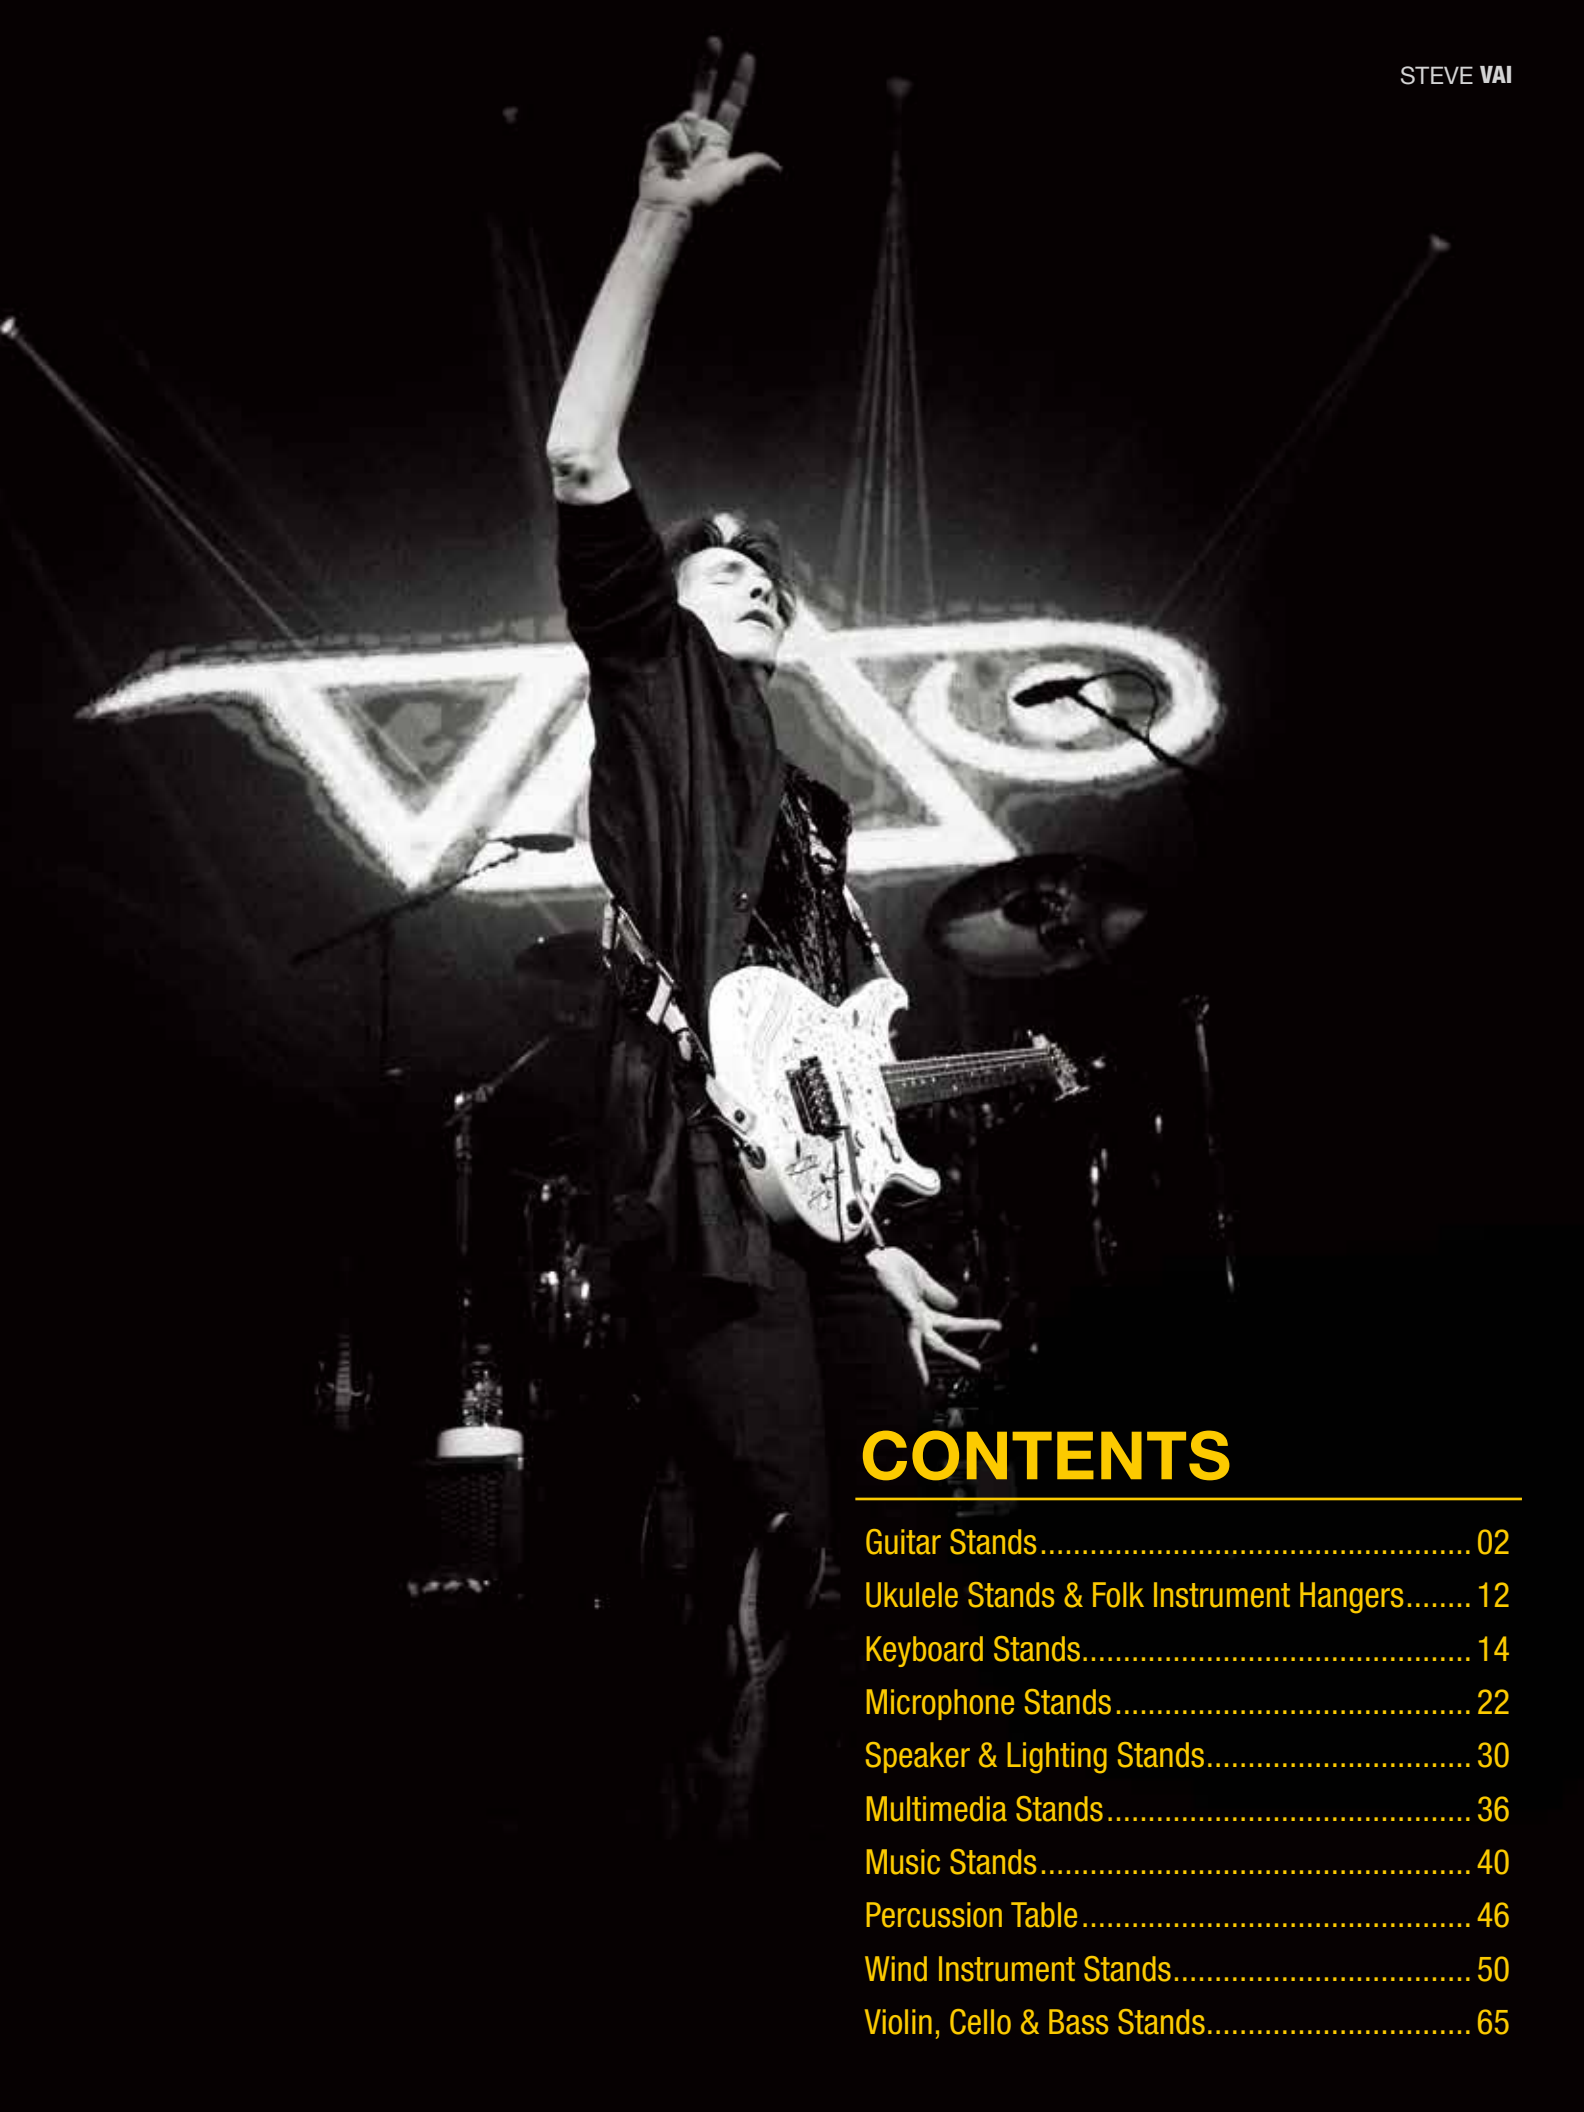 STEVE VAI
CONTENTS
Guitar Stands.................................................... 02
Ukulele Stands & Folk Instrument Hangers........ 12
Keyboard Stands............................................... 14
Microphone Stands........................................... 22
Speaker & Lighting Stands................................ 30
Multimedia Stands............................................ 36
Music Stands.................................................... 40
Percussion Table............................................... 46
Wind Instrument Stands.................................... 50
Violin, Cello & Bass Stands................................ 65